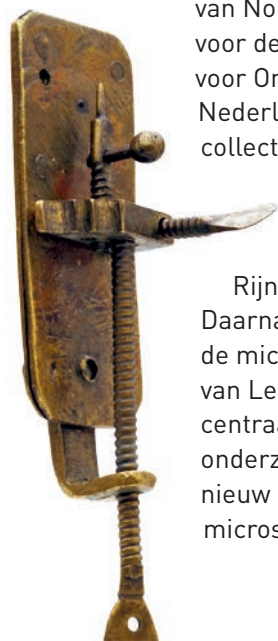 van No
voor de
voor Or
Nederl
collect
Rijn
Daarna
de mic
van Le
centraa
onderz
nieuw
micros